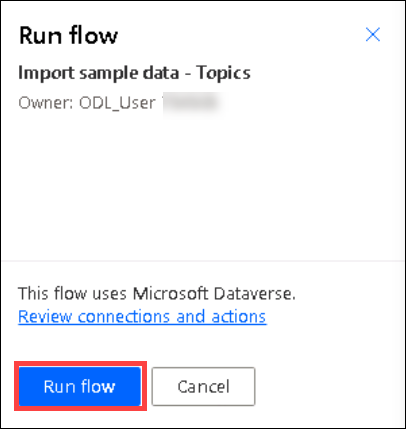 Run flow
Import sample data - Topics
Owner: ODL_User
This flow uses Microsoft Dataverse.
Review connections and actions
Run flow
Cancel